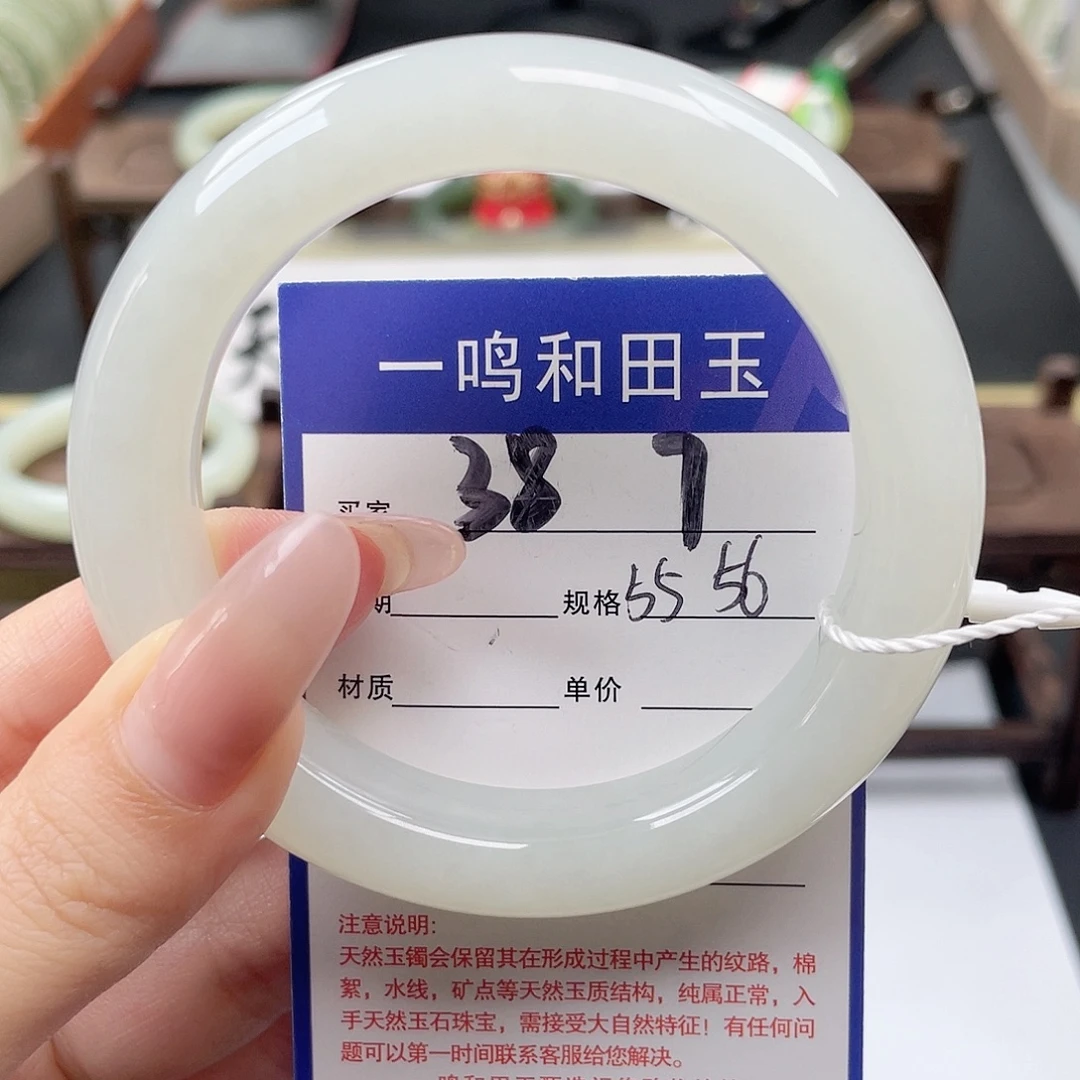 一鸣和田玉
买家 38 7
期 规格 55 56
材质 单价
注意说明:
天然玉镯会保留其在形成过程中产生的纹路，棉
絮，水线，矿点等天然玉质结构，纯属正常，入
手天然玉石珠宝，需接受大自然特征！有任何问
题可以第一时间联系客服给您解决。